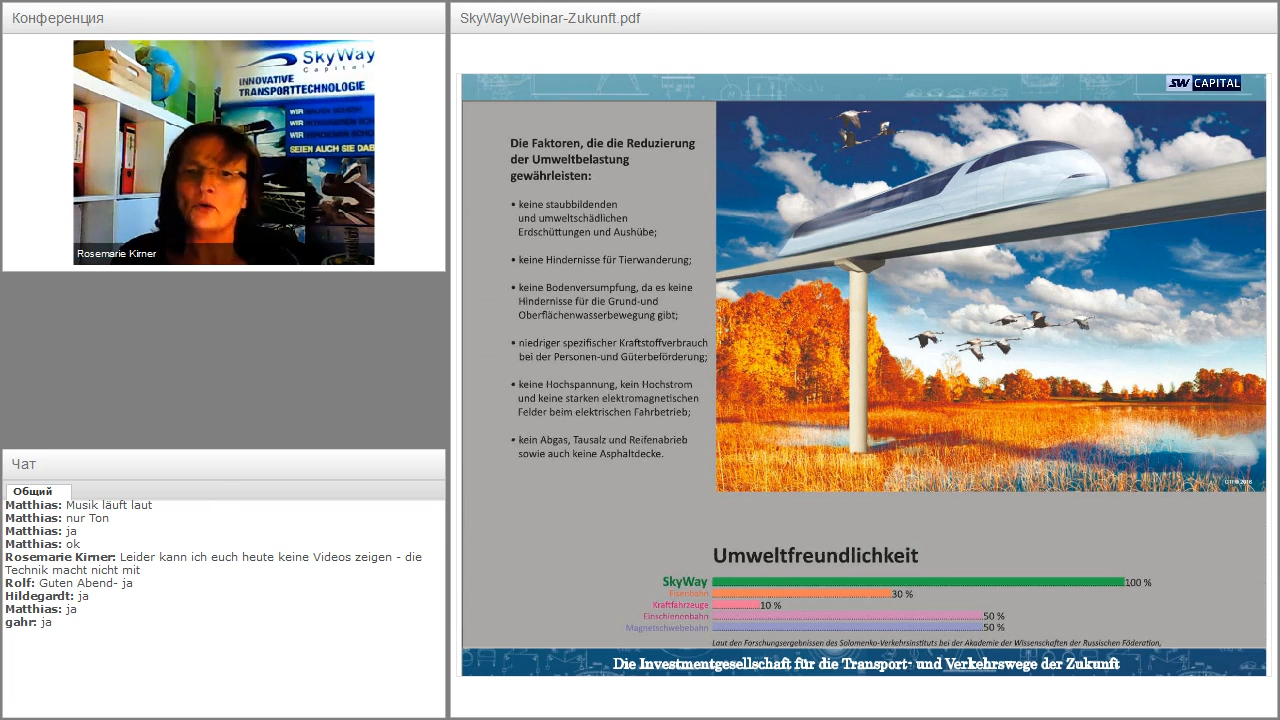 Конференция
SkyWay
Capital
INNOVATIVE
TRANSPORTTECHNOLOGIE
WIR
WIR
WIR
SEIEN AUCH SIE DAB
Rosemarie Kirner
Чат
Общий
Matthias: Musik läuft laut
Matthias: nur Ton
Matthias: ja
Matthias: ok
Rosemarie Kirner: Leider kann ich euch heute keine Videos zeigen - die
Technik macht nicht mit
Rolf: Guten Abend- ja
Hildegardt: ja
Matthias: ja
gahr: ja
SkyWayWebinar-Zukunft.pdf
SW CAPITAL
Die Faktoren, die die Reduzierung
der Umweltbelastung
gewährleisten:
• keine staubbildenden
und umweltschädlichen
Erdschüttungen und Aushübe;
• keine Hindernisse für Tierwanderung;
• keine Bodenversumpfung, da es keine
Hindernisse für die Grund-und
Oberflächenwasserbewegung gibt;
• niedriger spezifischer Kraftstoffverbrauch
bei der Personen-und Güterbeförderung;
• keine Hochspannung, kein Hochstrom
und keine starken elektromagnetischen
Felder beim elektrischen Fahrbetrieb;
• kein Abgas, Tausalz und Reifenabrieb
sowie auch keine Asphaltdecke.
Umweltfreundlichkeit
SkyWay 100 %
Eisenbahn 30 %
Kraftfahrzeuge 10 %
Einschienenbahn 50 %
Magnetschwebebahn 50 %
Laut den Forschungsergebnissen des Solomenko-Verkehrsinstituts bei der Akademie der Wissenschaften der Russischen Föderation.
Die Investmentgesellschaft für die Transport- und Verkehrswege der Zukunft